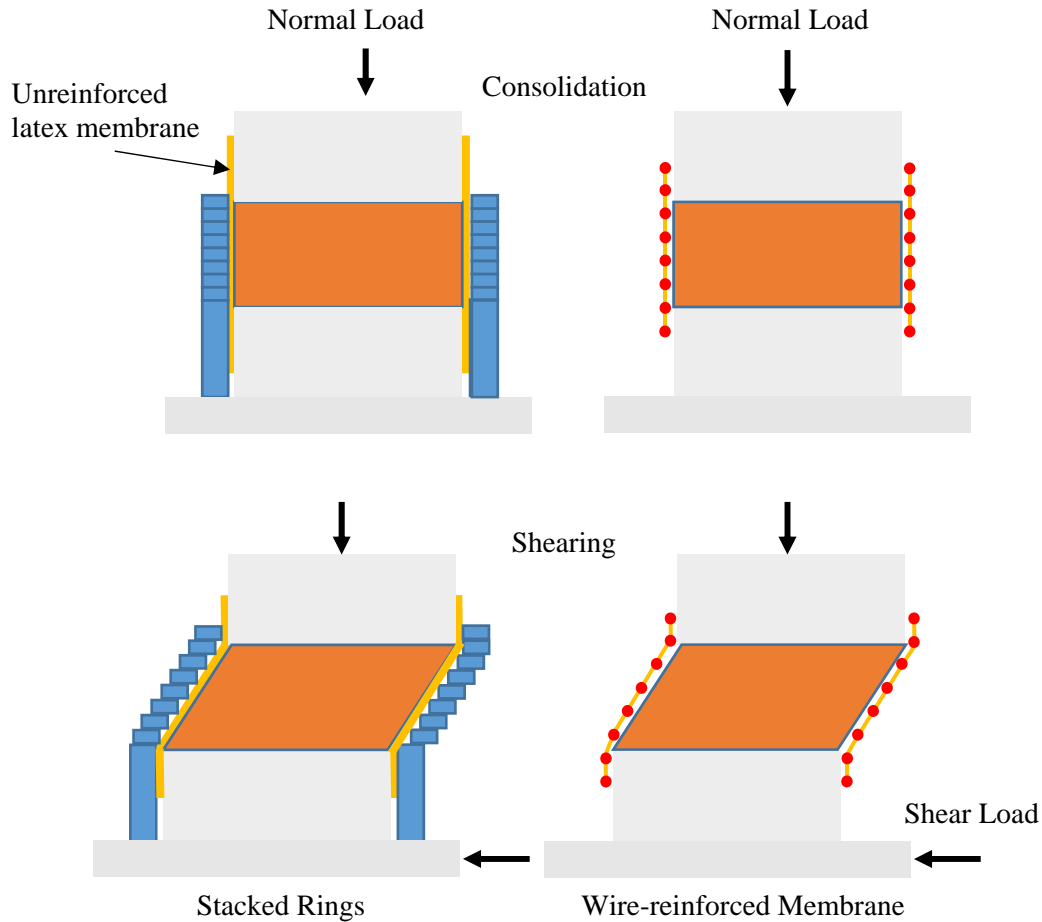 Normal Load
Normal Load
Consolidation
Unreinforced
latex membrane
Shearing
Shear Load
Stacked Rings
Wire-reinforced Membrane